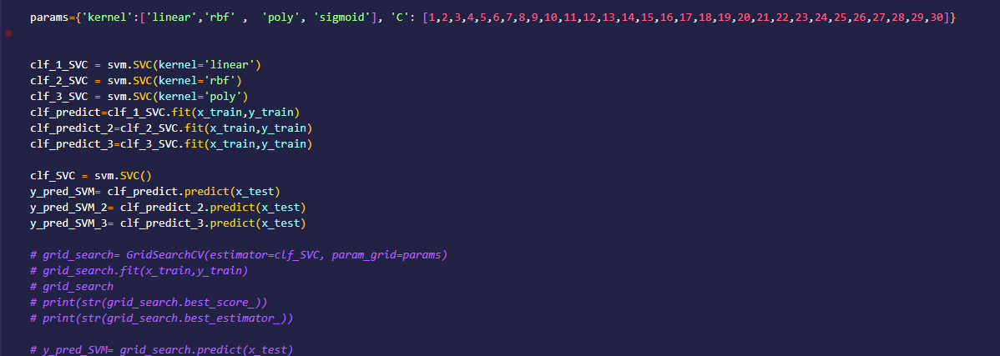 params={'kernel':['linear','rbf' ,  'poly', 'sigmoid'], 'C': [1,2,3,4,5,6,7,8,9,10,11,12,13,14,15,16,17,18,19,20,21,22,23,24,25,26,27,28,29,30]}
clf_1_SVC = svm.SVC(kernel='linear')
clf_2_SVC = svm.SVC(kernel='rbf')
clf_3_SVC = svm.SVC(kernel='poly')
clf_predict=clf_1_SVC.fit(x_train,y_train)
clf_predict_2=clf_2_SVC.fit(x_train,y_train)
clf_predict_3=clf_3_SVC.fit(x_train,y_train)
clf_SVC = svm.SVC()
y_pred_SVM= clf_predict.predict(x_test)
y_pred_SVM_2= clf_predict_2.predict(x_test)
y_pred_SVM_3= clf_predict_3.predict(x_test)
# grid_search= GridSearchCV(estimator=clf_SVC, param_grid=params)
# grid_search.fit(x_train,y_train)
# grid_search
# print(str(grid_search.best_score_))
# print(str(grid_search.best_estimator_))
# y_pred_SVM= grid_search.predict(x_test)